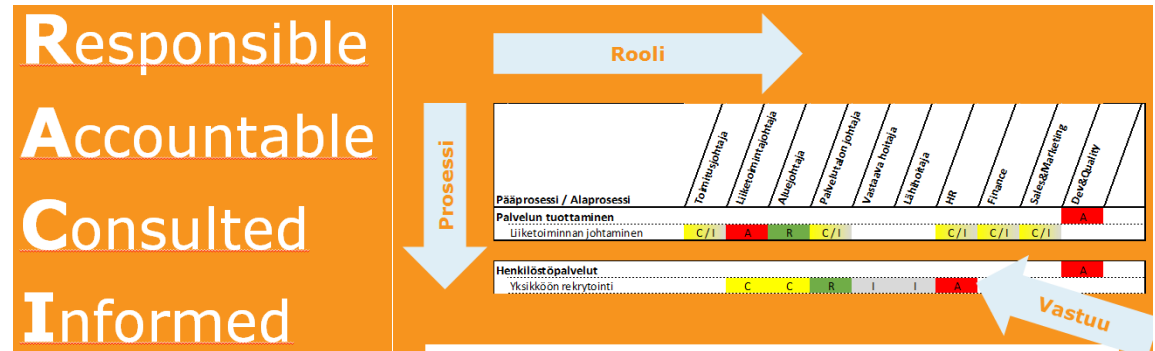 Responsible
Accountable
Consulted
Informed
Rooli
Prosessi
Pääprosessi / Alaprosessi Toimitusjohtaja Liiketoimintajohtaja Aluejohtaja Palvelutalon johtaja Vastaava hoitaja Lähihoitaja HR Finance Sales&Marketing Dev&Quality
Palvelun tuottaminen A
Liiketoiminnan johtaminen C/I A R C/I C/I C/I C/I
Henkilöstöpalvelut A
Yksikköön rekrytointi C C R I I A
Vastuu